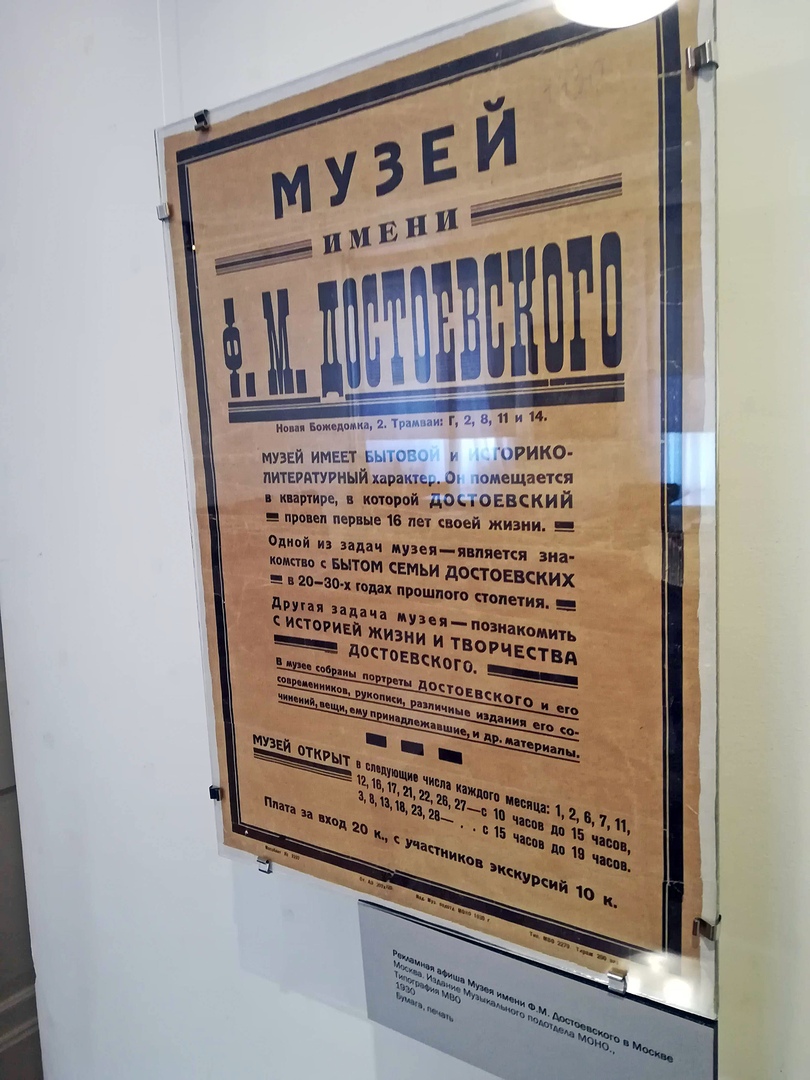 МУЗЕЙ
ИМЕНИ
Ф. М. ДОСТОЕВСКОГО
Новая Божедомка, 2. Трамваи: Г, 2, 8, 11 и 14.
МУЗЕЙ ИМЕЕТ БЫТОВОЙ и ИСТОРИКО-
ЛИТЕРАТУРНЫЙ характер. Он помещается
в квартире, в которой ДОСТОЕВСКИЙ
провел первые 16 лет своей жизни.
Одной из задач музея—является зна-
комство с БЫТОМ СЕМЬИ ДОСТОЕВСКИХ
в 20—30-х годах прошлого столетия.
Другая задача музея—познакомить
С ИСТОРИЕЙ ЖИЗНИ И ТВОРЧЕСТВА
ДОСТОЕВСКОГО.
В музее собраны портреты ДОСТОЕВСКОГО и его
современников, рукописи, различные издания его со-
чинений, вещи, ему принадлежавшие, и др. материалы.
МУЗЕЙ ОТКРЫТ в следующие числа каждого месяца: 1, 2, 6, 7, 11,
12, 16, 17, 21, 22, 26, 27—с 10 часов до 15 часов,
3, 8, 13, 18, 23, 28— . . с 15 часов до 19 часов.
Плата за вход 20 к., с участников экскурсий 10 к.
Рекламная афиша Музея имени Ф.М. Достоевского в Москве
Москва. Издание Музыкального подотдела МОНО.,
Типография МВО
1930
Бумага, печать